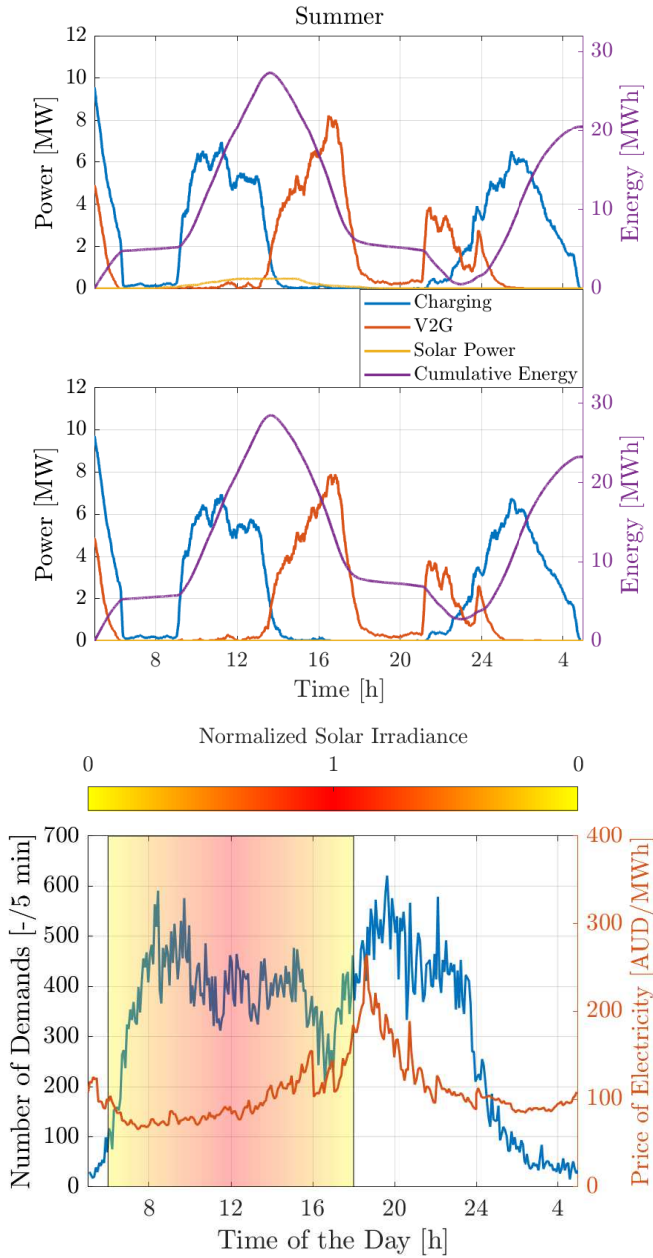 Summer
12
10
8
6
4
2
0
Power [MW]
30
20
10
0
Energy [MWh]
Charging
V2G
Solar Power
Cumulative Energy
12
10
8
6
4
2
0
Power [MW]
30
20
10
0
Energy [MWh]
8 12 16 20 24 4
Time [h]
Normalized Solar Irradiance
0 1 0
700
600
500
400
300
200
100
0
Number of Demands [-/5 min]
400
300
200
100
0
Price of Electricity [AUD/MWh]
8 12 16 20 24 4
Time of the Day [h]